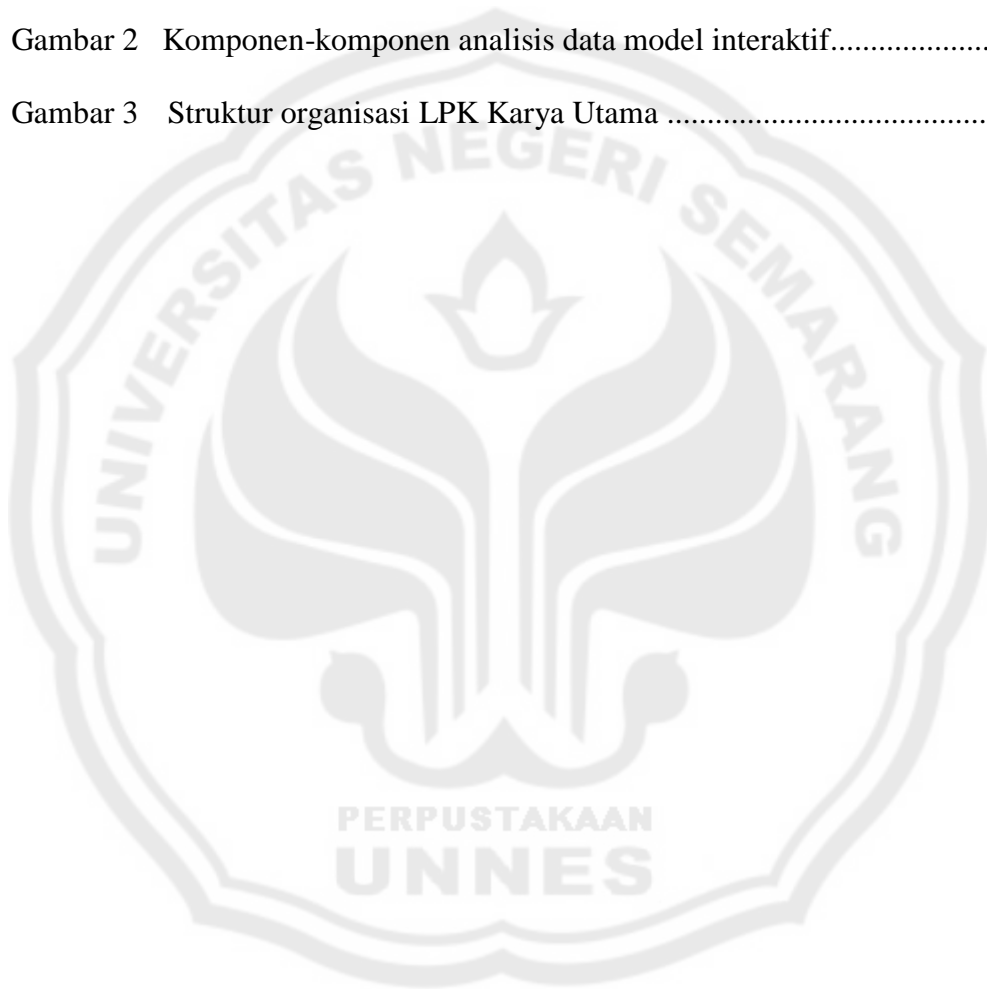 Gambar 2 Komponen-komponen analisis data model interaktif....................
Gambar 3 Struktur organisasi LPK Karya Utama ........................................
UNIVERSITAS NEGERI SEMARANG
PERPUSTAKAAN
UNNES